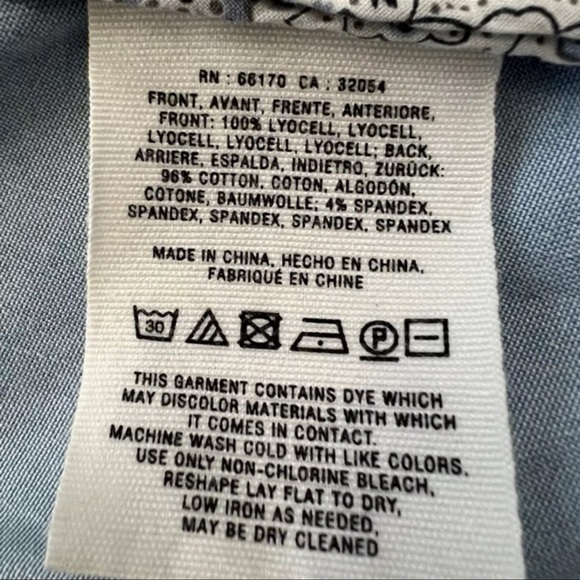 RN : 66170 CA : 32054
FRONT, AVANT, FRENTE, ANTERIORE,
FRONT: 100% LYOCELL, LYOCELL,
LYOCELL, LYOCELL, LYOCELL; BACK,
ARRIERE, ESPALDA, INDIETRO, ZURÜCK:
96% COTTON, COTON, ALGODÓN,
COTONE, BAUMWOLLE; 4% SPANDEX,
SPANDEX, SPANDEX, SPANDEX, SPANDEX
MADE IN CHINA, HECHO EN CHINA,
FABRIQUÉ EN CHINE
30 P
THIS GARMENT CONTAINS DYE WHICH
MAY DISCOLOR MATERIALS WITH WHICH
IT COMES IN CONTACT.
MACHINE WASH COLD WITH LIKE COLORS.
USE ONLY NON-CHLORINE BLEACH,
RESHAPE LAY FLAT TO DRY,
LOW IRON AS NEEDED,
MAY BE DRY CLEANED